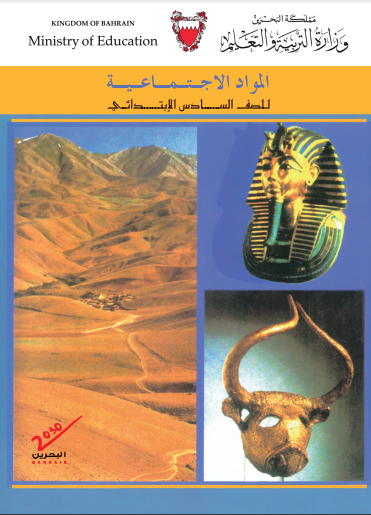 KINGDOM OF BAHRAIN
Ministry of Education
مملكة البحرين
وزارة التربية والتعليم
المواد الاجتماعية
للصف السادس الابتدائي
2030
البحرين
BAHRAIN